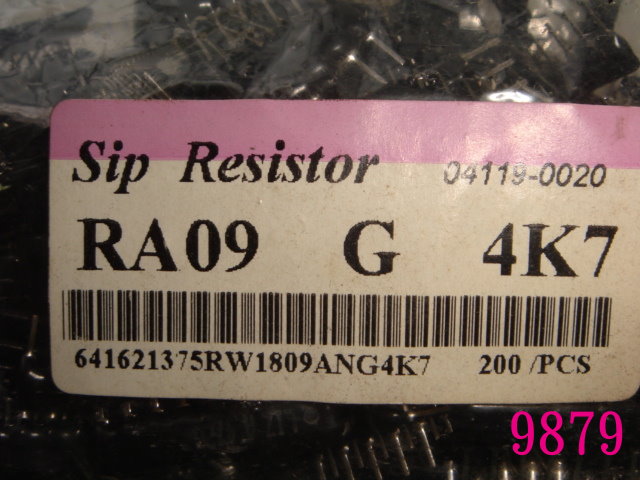 Sip Resistor 04119-0020
RA09 G 4K7
641621375RW1809ANG4K7 200 /PCS
9879